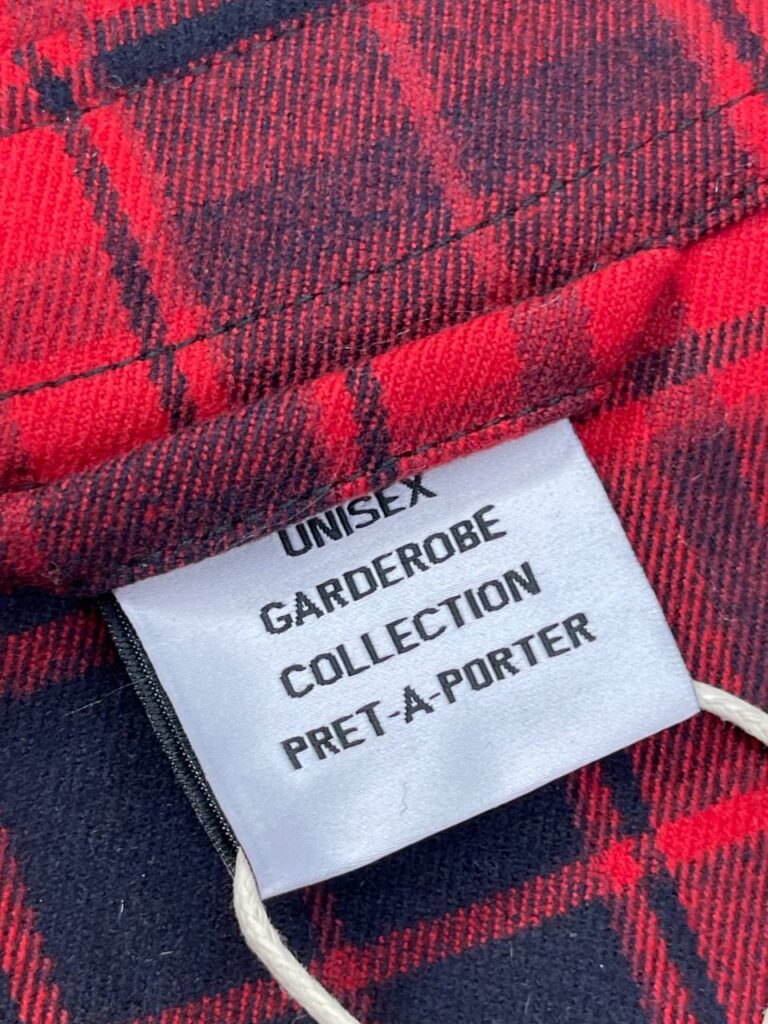 UNISEX
GARDEROBE
COLLECTION
PRET-A-PORTER